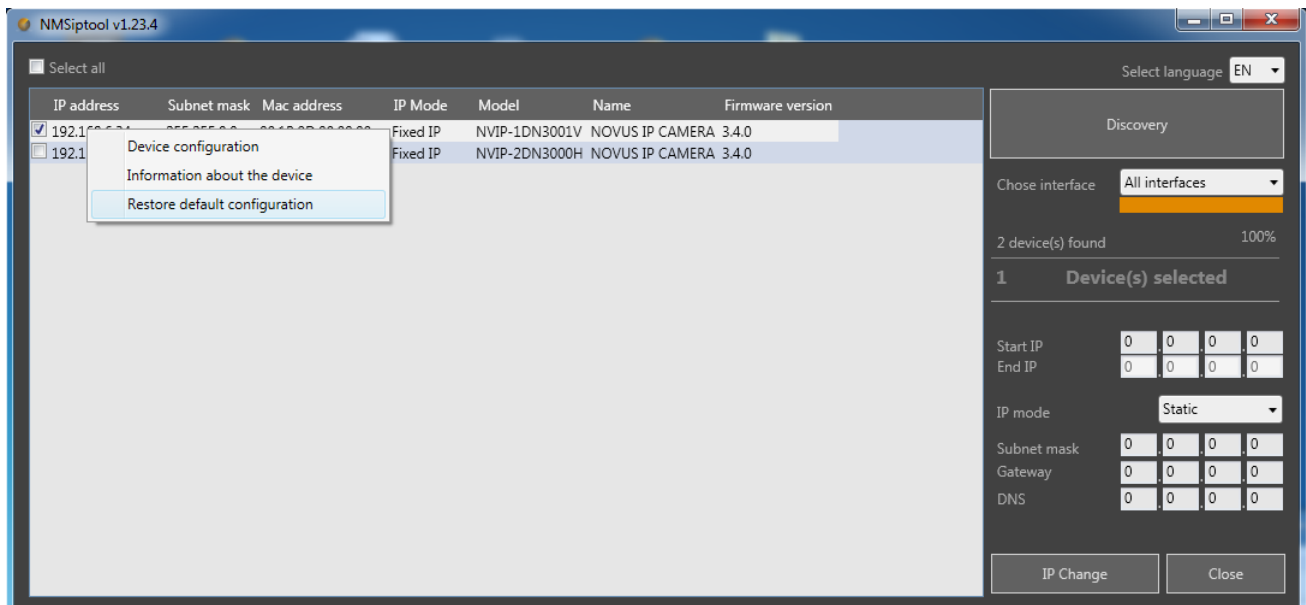 NMSiptool v1.23.4
Select all
Select language EN
IP address Subnet mask Mac address IP Mode Model Name Firmware version
Fixed IP NVIP-1DN3001V NOVUS IP CAMERA 3.4.0
192.1 Fixed IP NVIP-2DN3000H NOVUS IP CAMERA 3.4.0
Device configuration
Information about the device
Restore default configuration
Discovery
Chose interface All interfaces
2 device(s) found 100%
1 Device(s) selected
Start IP 0 . 0 . 0 . 0
End IP 0 . 0 . 0 . 0
IP mode Static
Subnet mask 0 . 0 . 0 . 0
Gateway 0 . 0 . 0 . 0
DNS 0 . 0 . 0 . 0
IP Change Close